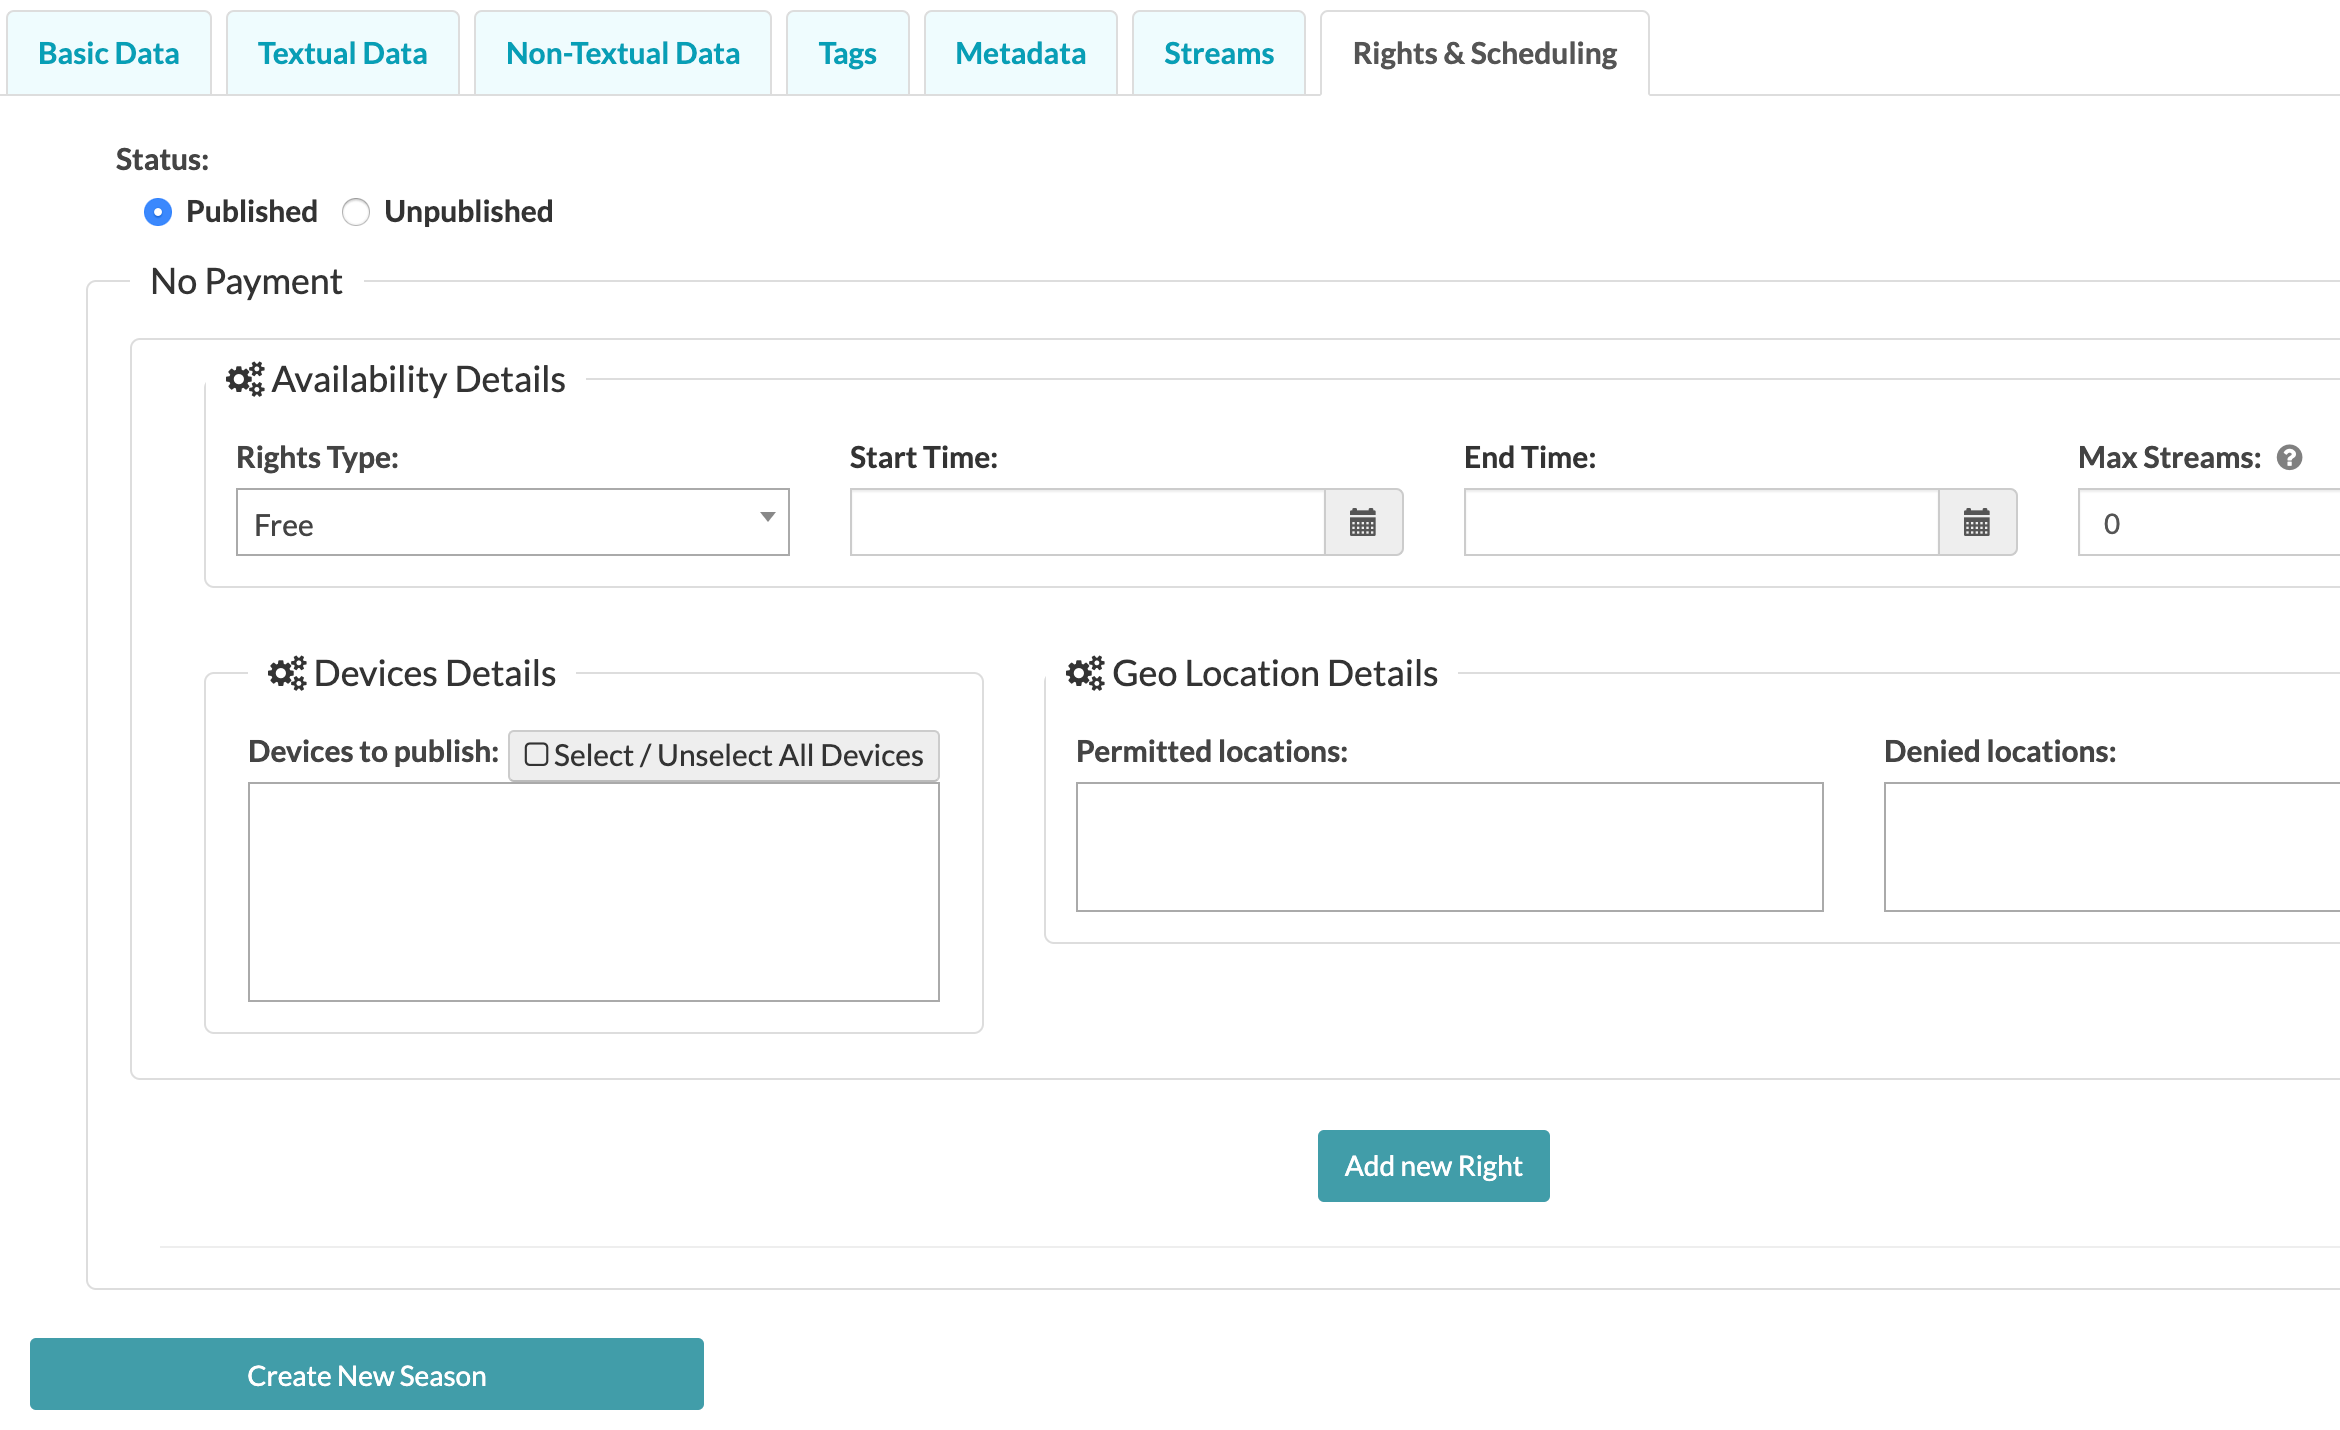 Basic Data
Textual Data
Non-Textual Data
Tags
Metadata
Streams
Rights & Scheduling
Status:
Published
Unpublished
No Payment
Availability Details
Rights Type:
Start Time:
End Time:
Max Streams:
Free
0
Devices Details
Geo Location Details
Devices to publish:
Select / Unselect All Devices
Permitted locations:
Denied locations:
Add new Right
Create New Season